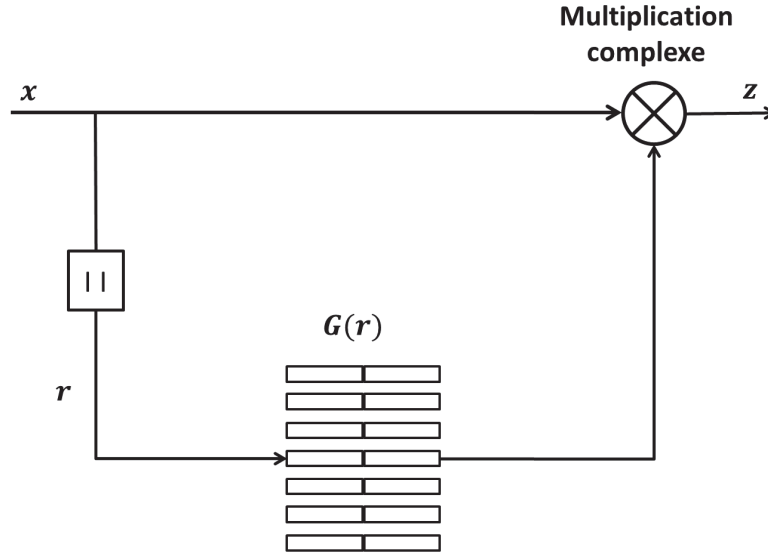 Multiplication
complexe
x
z
||
G(r)
r